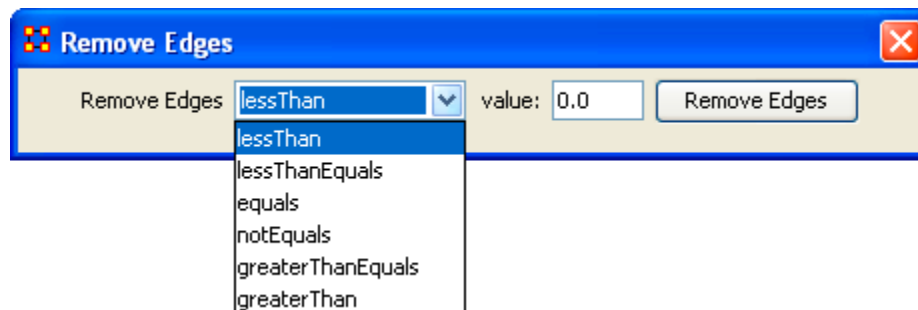 Remove Edges
Remove Edges lessThan value: 0.0 Remove Edges
lessThan
lessThanEquals
equals
notEquals
greaterThanEquals
greaterThan